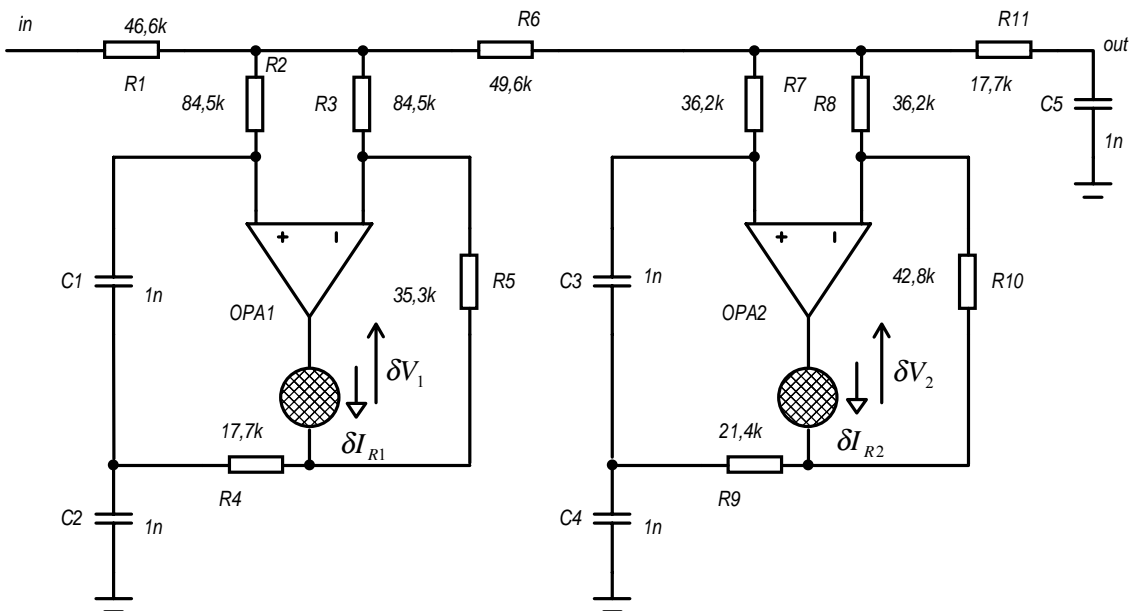 in
46,6k
R1
R2
84,5k
R3
84,5k
R6
49,6k
R7
36,2k
R8
36,2k
R11
17,7k
out
C5
1n
C1
1n
+
−
OPA1
35,3k
R5
δV1
δIR1
17,7k
R4
C2
1n
C3
1n
+
−
OPA2
42,8k
R10
δV2
δIR2
21,4k
R9
C4
1n